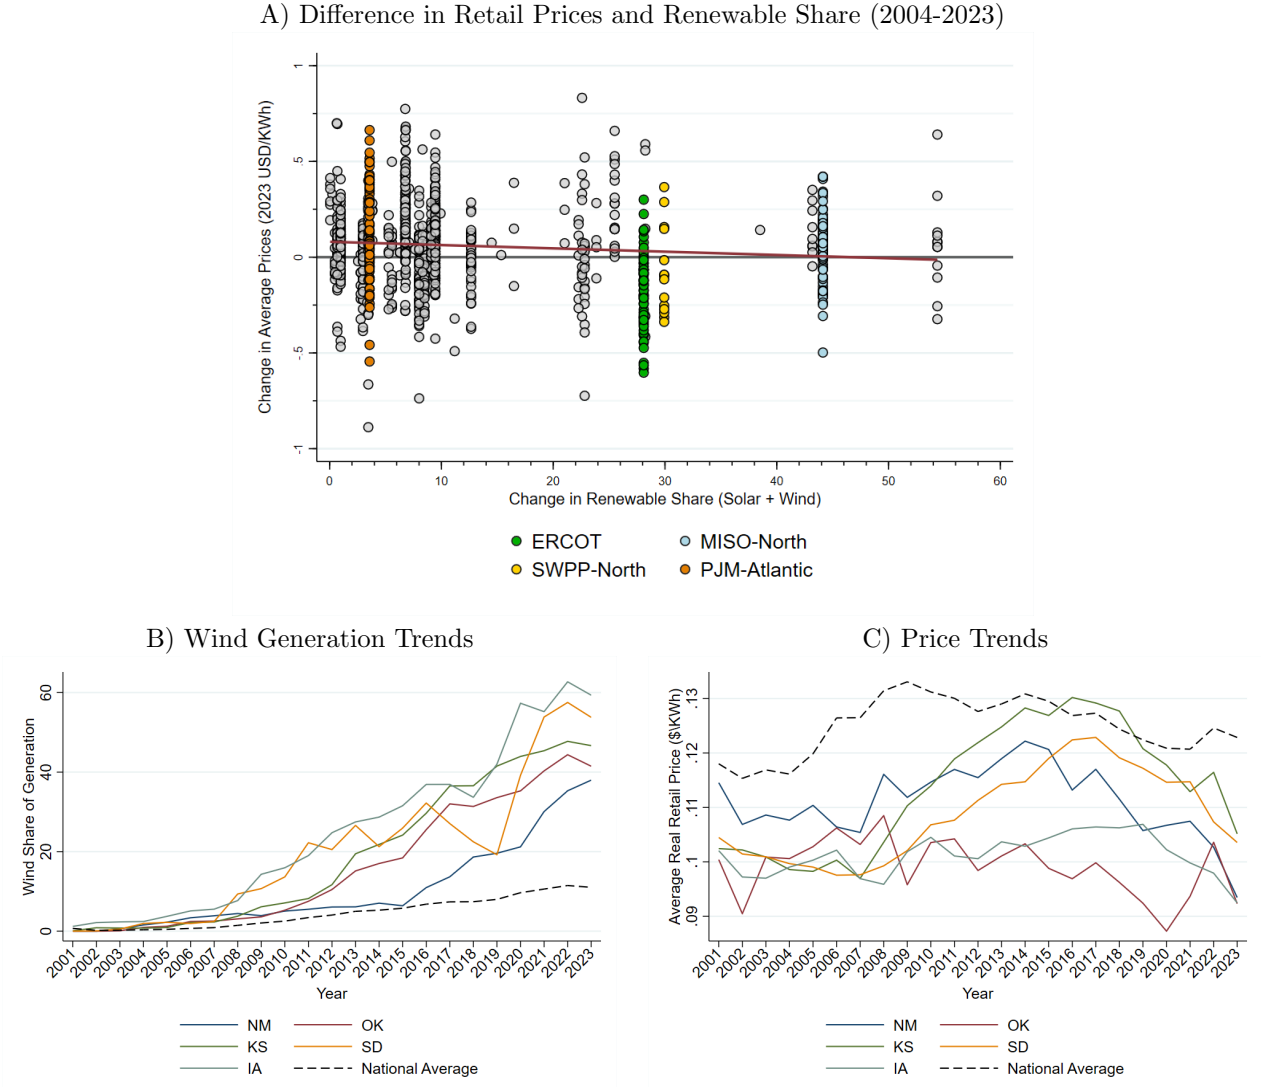 A) Difference in Retail Prices and Renewable Share (2004-2023)
Change in Average Prices (2023 USD/KWh)
1
.5
0
-.5
-1
0 10 20 30 40 50 60
Change in Renewable Share (Solar + Wind)
ERCOT MISO-North
SWPP-North PJM-Atlantic
B) Wind Generation Trends
Wind Share of Generation
60
40
20
0
2001 2002 2003 2004 2005 2006 2007 2008 2009 2010 2011 2012 2013 2014 2015 2016 2017 2018 2019 2020 2021 2022 2023
Year
NM OK
KS SD
IA National Average
C) Price Trends
Average Real Retail Price ($\KWh)
.13
.12
.11
.1
.09
2001 2002 2003 2004 2005 2006 2007 2008 2009 2010 2011 2012 2013 2014 2015 2016 2017 2018 2019 2020 2021 2022 2023
Year
NM OK
KS SD
IA National Average